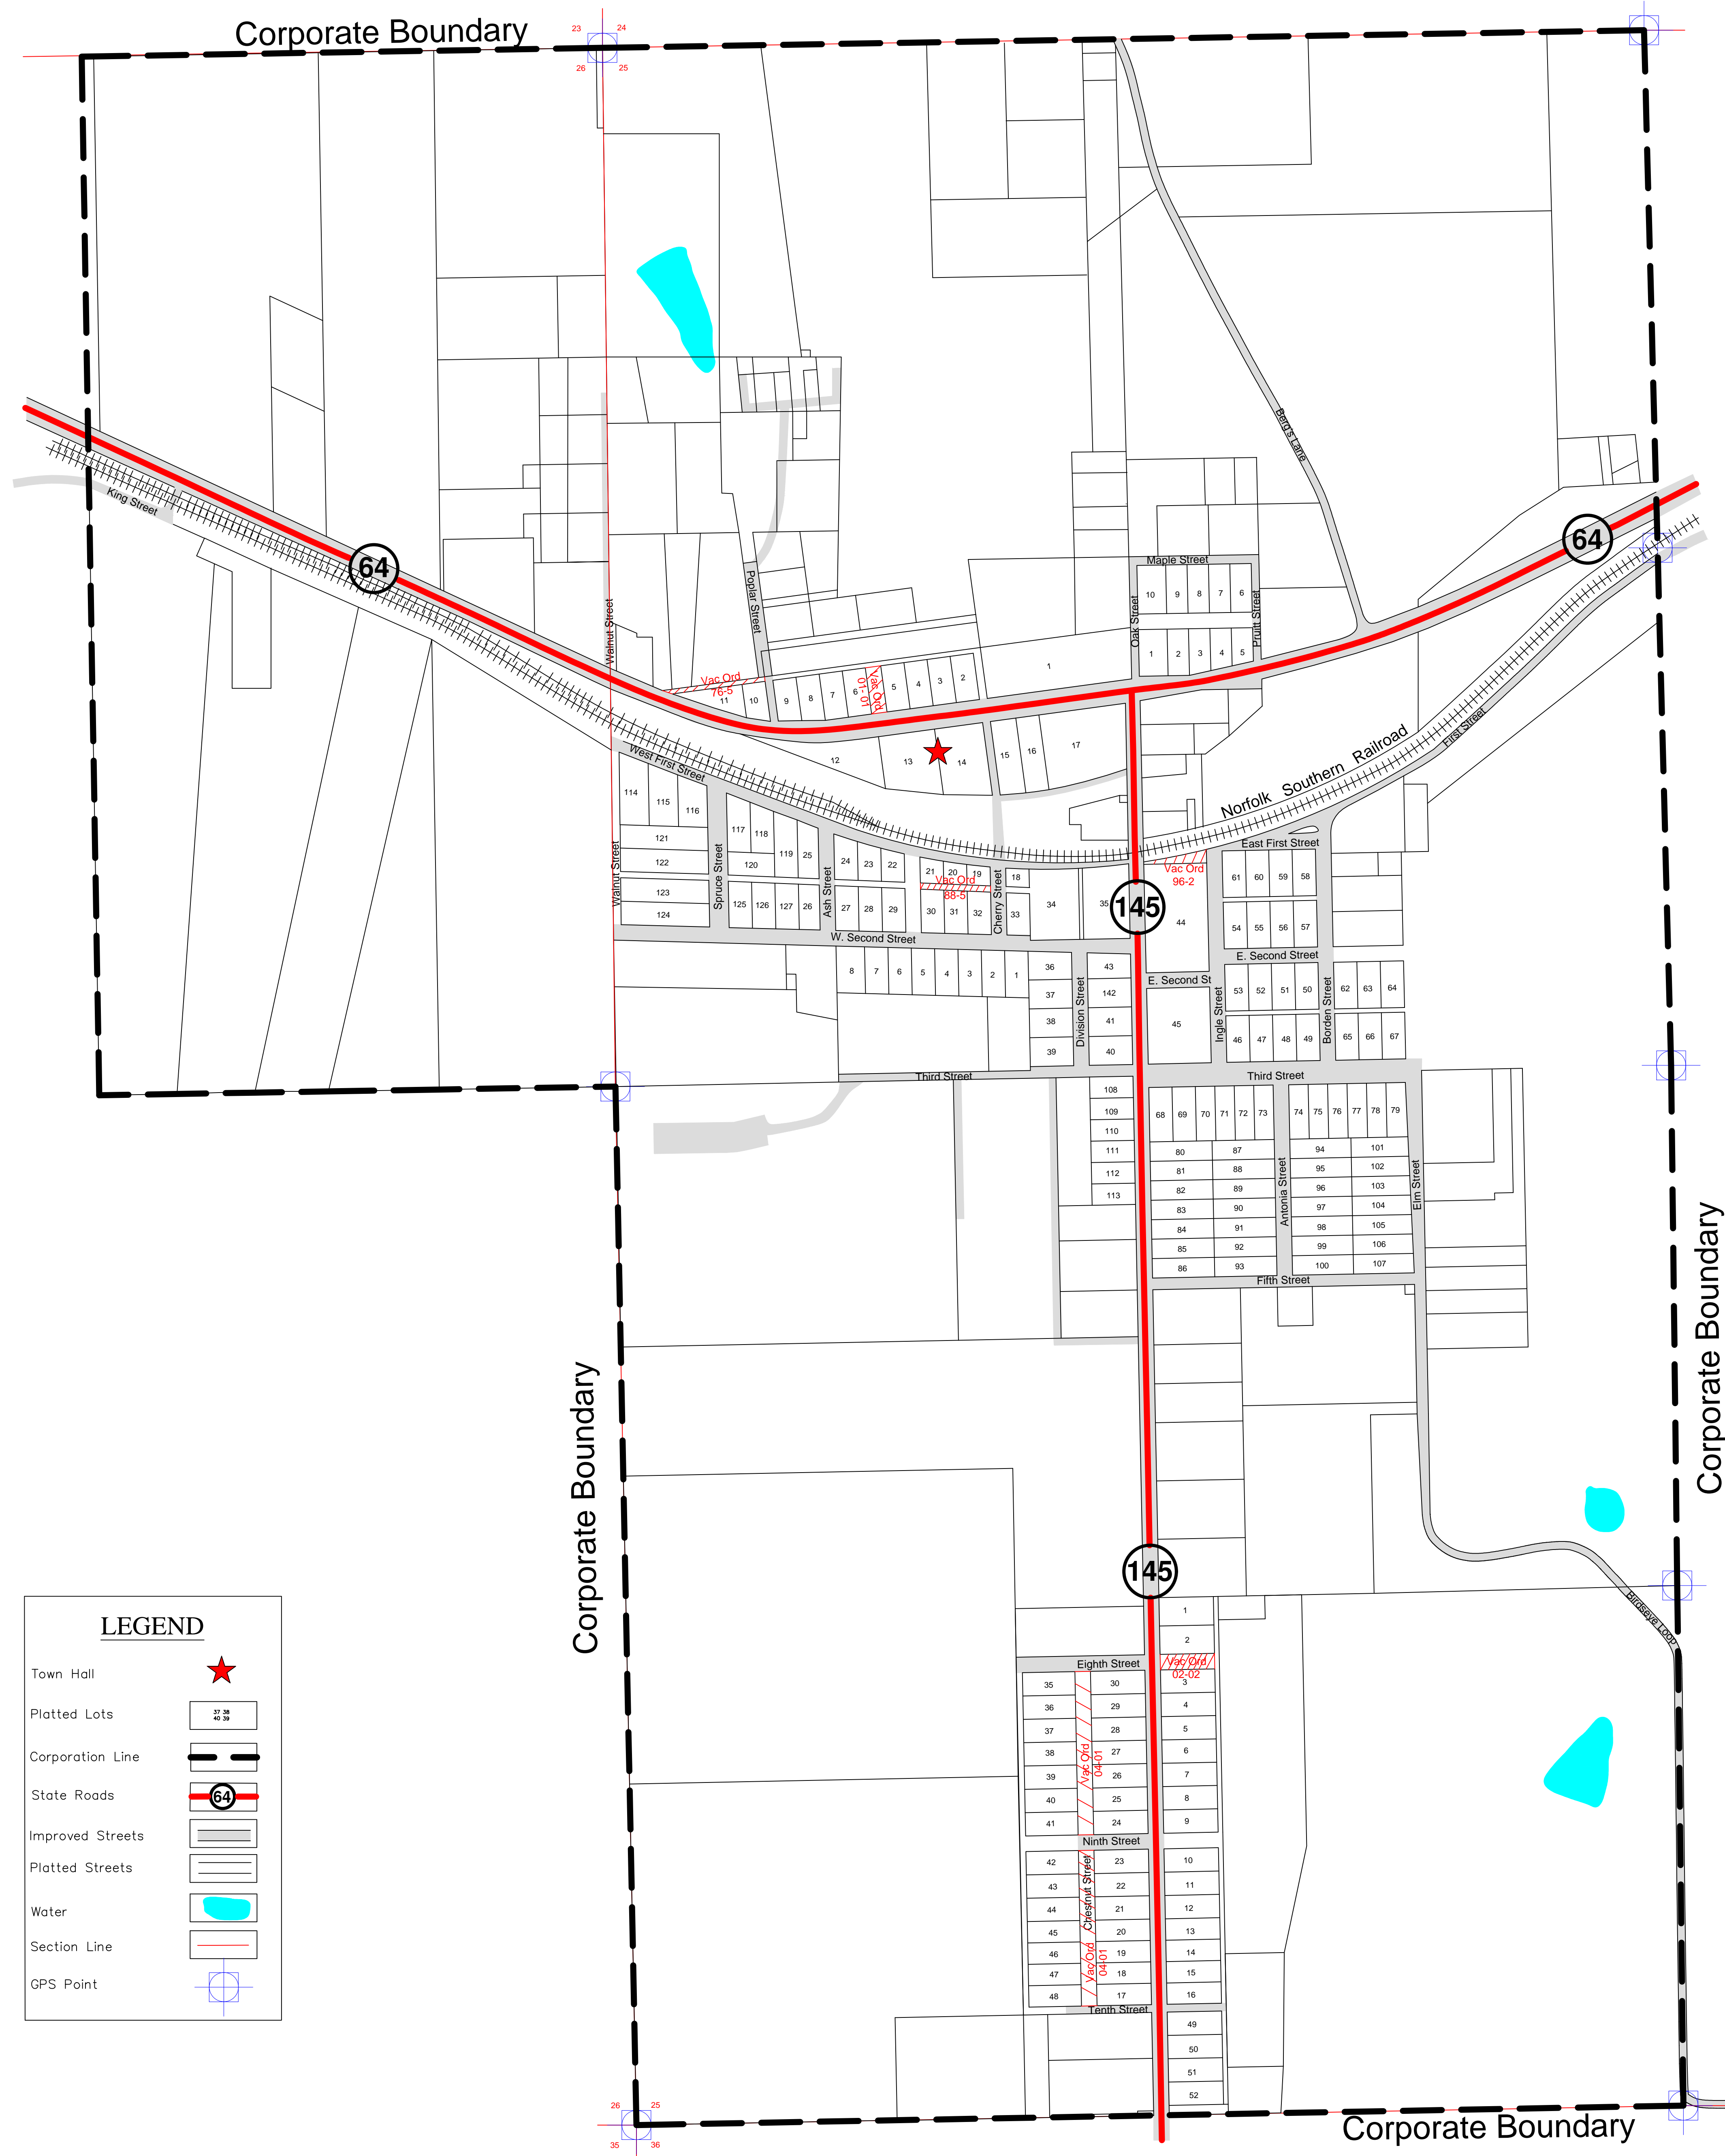 Corporate Boundary
23 24
26 25
Berg's Lane
King Street
64
64
Maple Street
10 9 8 7 6
Oak Street
Pruitt Street
1 2 3 4 5
Poplar Street
Walnut Street
1
Vac Ord
76-5
11 10
9 8 7 6
Vac Ord
01-01
5 4 3 2
12 13 14
15 16 17
First Street
Norfolk Southern Railroad
West First Street
114 115 116
117 118 119 25
121
122
120
123
124
125 126 127 26
Walnut Street
Spruce Street
Ash Street
24 23 22
21 20 19
18
Vac Ord
88-5
27 28 29
30 31 32
33
Cherry Street
34 35
W. Second Street
Vac Ord
96-2
145
44
East First Street
61 60 59 58
54 55 56 57
E. Second Street
E. Second St
8 7 6 5 4 3 2 1
36
37
38
39
Division Street
43
142
41
40
45
Ingle Street
53 52 51 50
46 47 48 49
Borden Street
62 63 64
65 66 67
Third Street
Third Street
108
109
110
111
112
113
68 69 70 71 72 73
74 75 76 77 78 79
80 87
81 88
82 89
83 90
84 91
85 92
86 93
Antonia Street
94 101
95 102
96 103
97 104
98 105
99 106
100 107
Elm Street
Fifth Street
Corporate Boundary
Corporate Boundary
145
Birdseye Loop
1
2
Vac Ord
02-02
3
4
5
6
7
8
9
Eighth Street
35 30
36 29
37 28
38 27
39 26
40 25
41 24
Vac Ord
04-01
Ninth Street
42 23
43 22
44 21
45 20
46 19
47 18
48 17
Chestnut Street
Vac Ord
04-01
10
11
12
13
14
15
16
Tenth Street
49
50
51
52
26 25
35 36
Corporate Boundary
LEGEND
Town Hall
Platted Lots
37 38
40 39
Corporation Line
State Roads
64
Improved Streets
Platted Streets
Water
Section Line
GPS Point